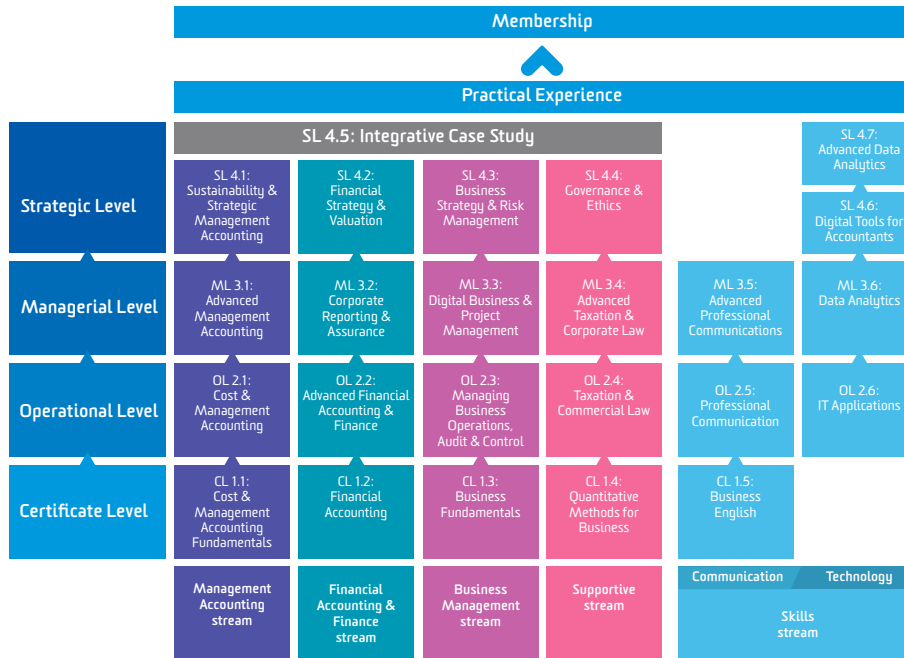 Membership
Practical Experience
SL 4.5: Integrative Case Study
Strategic Level
SL 4.1:
Sustainability &
Strategic
Management
Accounting
SL 4.2:
Financial
Strategy &
Valuation
SL 4.3:
Business
Strategy & Risk
Management
SL 4.4:
Governance &
Ethics
SL 4.7:
Advanced Data
Analytics
SL 4.6:
Digital Tools for
Accountants
Managerial Level
ML 3.1:
Advanced
Management
Accounting
ML 3.2:
Corporate
Reporting &
Assurance
ML 3.3:
Digital Business &
Project
Management
ML 3.4:
Advanced
Taxation &
Corporate Law
ML 3.5:
Advanced
Professional
Communications
ML 3.6:
Data Analytics
Operational Level
OL 2.1:
Cost &
Management
Accounting
OL 2.2:
Advanced Financial
Accounting &
Finance
OL 2.3:
Managing
Business
Operations,
Audit & Control
OL 2.4:
Taxation &
Commercial Law
OL 2.5:
Professional
Communication
OL 2.6:
IT Applications
Certificate Level
CL 1.1:
Cost &
Management
Accounting
Fundamentals
CL 1.2:
Financial
Accounting
CL 1.3:
Business
Fundamentals
CL 1.4:
Quantitative
Methods for
Business
CL 1.5:
Business
English
Management
Accounting
stream
Financial
Accounting &
Finance
stream
Business
Management
stream
Supportive
stream
Communication
Technology
Skills
stream